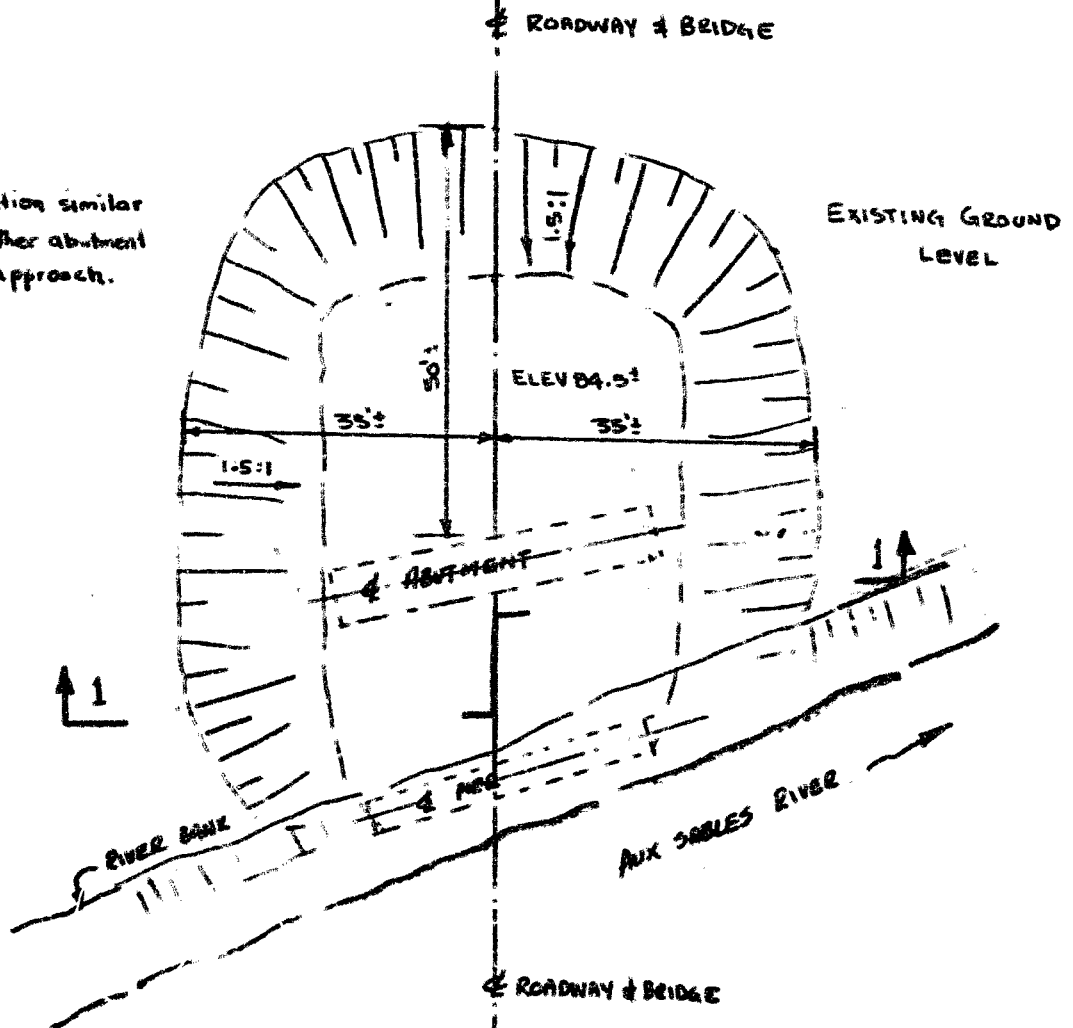 ℄ ROADWAY & BRIDGE
tion similar
her abutment
approach.
EXISTING GROUND
LEVEL
1.5:1
50'±
ELEV 84.5±
35'±
35'±
1.5:1
℄ ABUTMENT
1
1
℄ PIER
RIVER BANK
AUX SABLES RIVER
℄ ROADWAY & BRIDGE